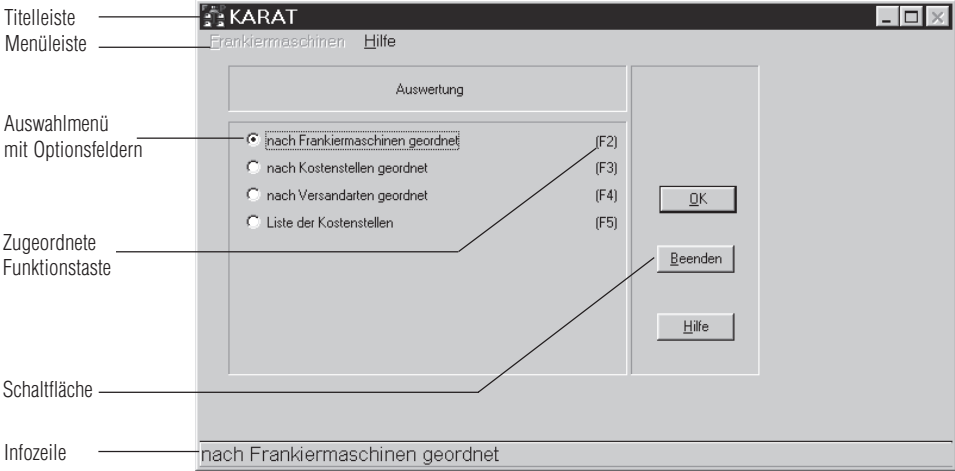 Titelleiste
KARAT
Menüleiste
Frankiermaschinen Hilfe
Auswertung
Auswahlmenü
mit Optionsfeldern
nach Frankiermaschinen geordnet (F2)
nach Kostenstellen geordnet (F3)
nach Versandarten geordnet (F4)
Liste der Kostenstellen (F5)
OK
Zugeordnete
Funktionstaste
Beenden
Hilfe
Schaltfläche
Infozeile
nach Frankiermaschinen geordnet